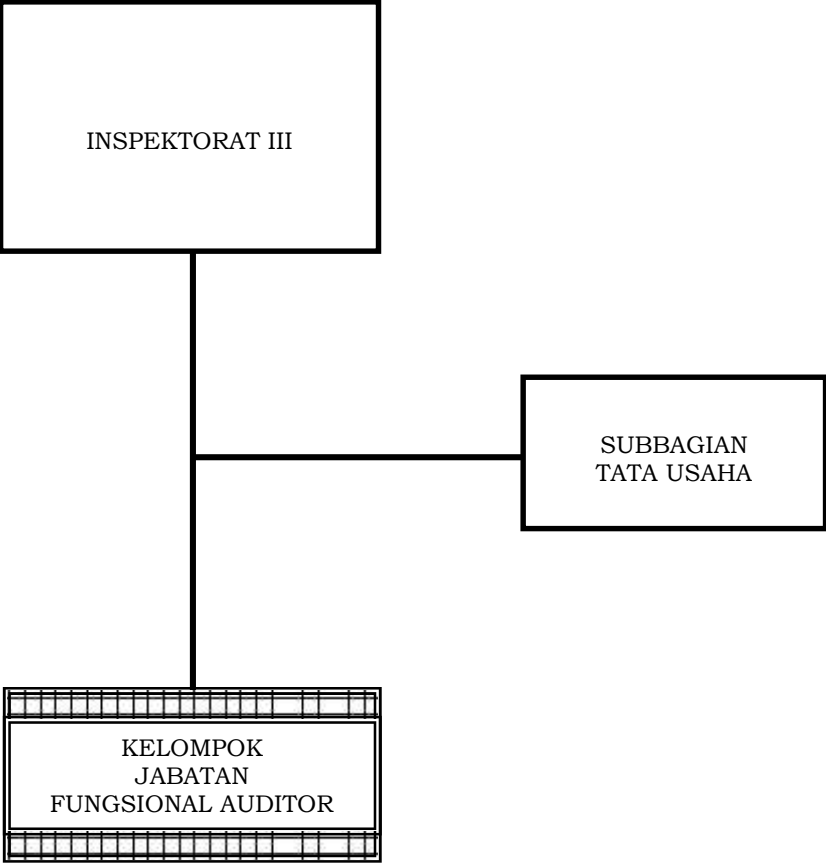 INSPEKTORAT III
SUBBAGIAN
TATA USAHA
KELOMPOK
JABATAN
FUNGSIONAL AUDITOR